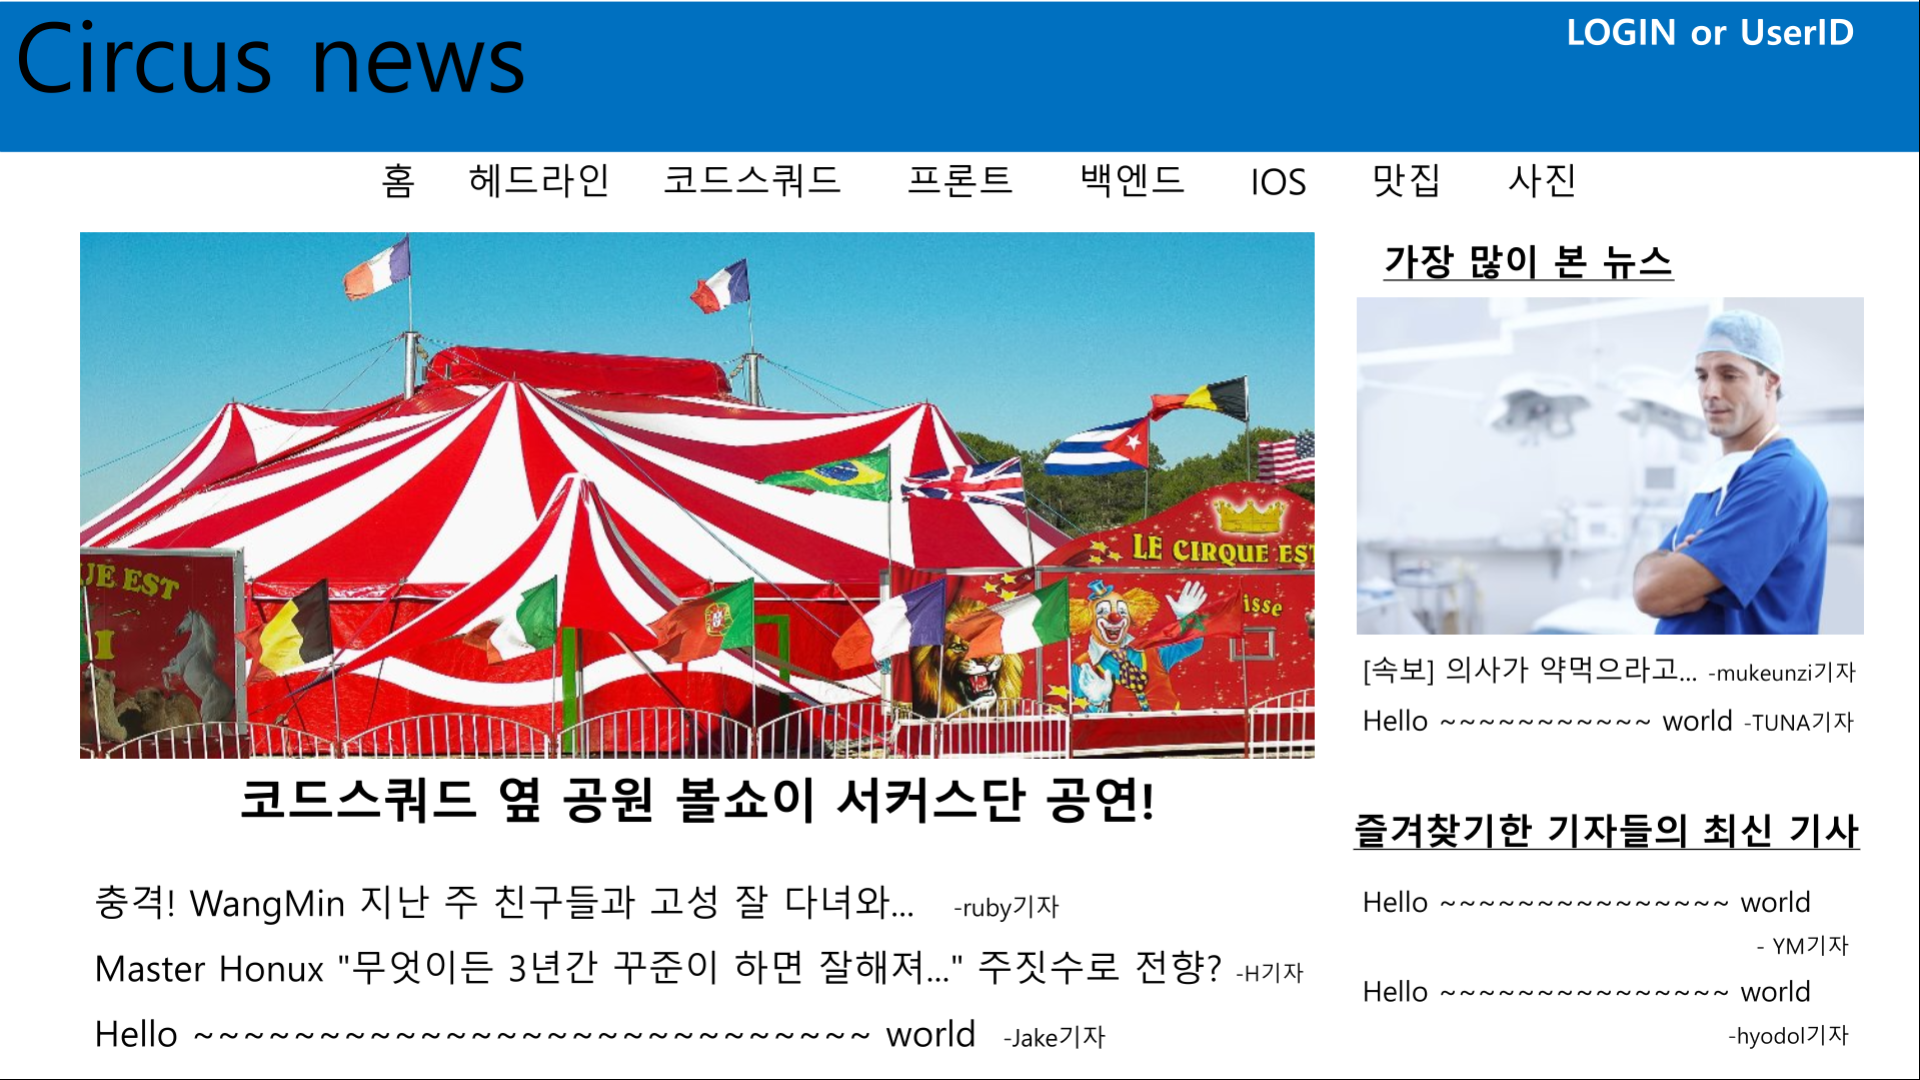 Circus news
LOGIN or UserID
홈 헤드라인 코드스쿼드 프론트 백엔드 IOS 맛집 사진
UE EST
I
LE CIRQUE EST
isse
코드스쿼드 옆 공원 볼쇼이 서커스단 공연!
충격! WangMin 지난 주 친구들과 고성 잘 다녀와... -ruby기자
Master Honux "무엇이든 3년간 꾸준이 하면 잘해져..." 주짓수로 전향? -H기자
Hello ~~~~~~~~~~~~~~~~~~~~~~~~~~~ world -Jake기자
가장 많이 본 뉴스
[속보] 의사가 약먹으라고... -mukeunzi기자
Hello ~~~~~~~~~~~ world -TUNA기자
즐겨찾기한 기자들의 최신 기사
Hello ~~~~~~~~~~~~~~~ world
- YM기자
Hello ~~~~~~~~~~~~~~~ world
-hyodol기자